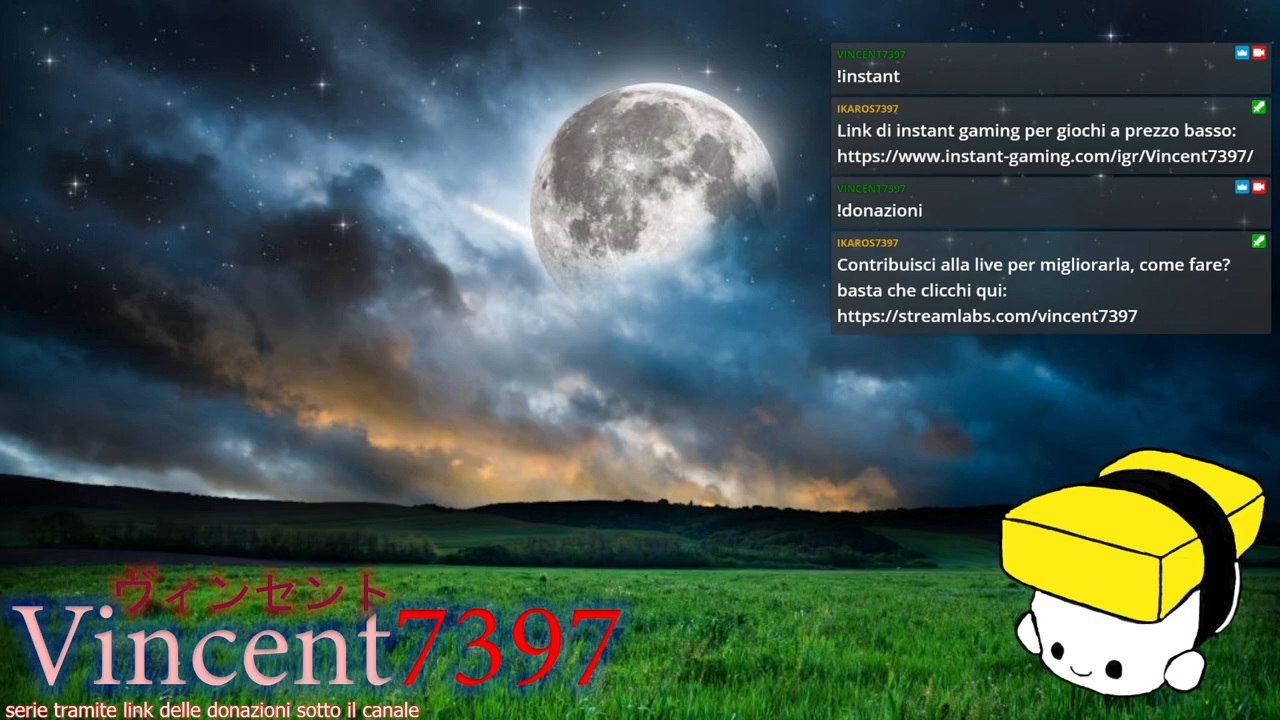 VINCENT7397
!instant
IKAROS7397
Link di instant gaming per giochi a prezzo basso:
https://www.instant-gaming.com/igr/Vincent7397/
VINCENT7397
!donazioni
IKAROS7397
Contribuisci alla live per migliorarla, come fare?
basta che clicchi qui:
https://streamlabs.com/vincent7397
ヴィンセント
Vincent7397
serie tramite link delle donazioni sotto il canale